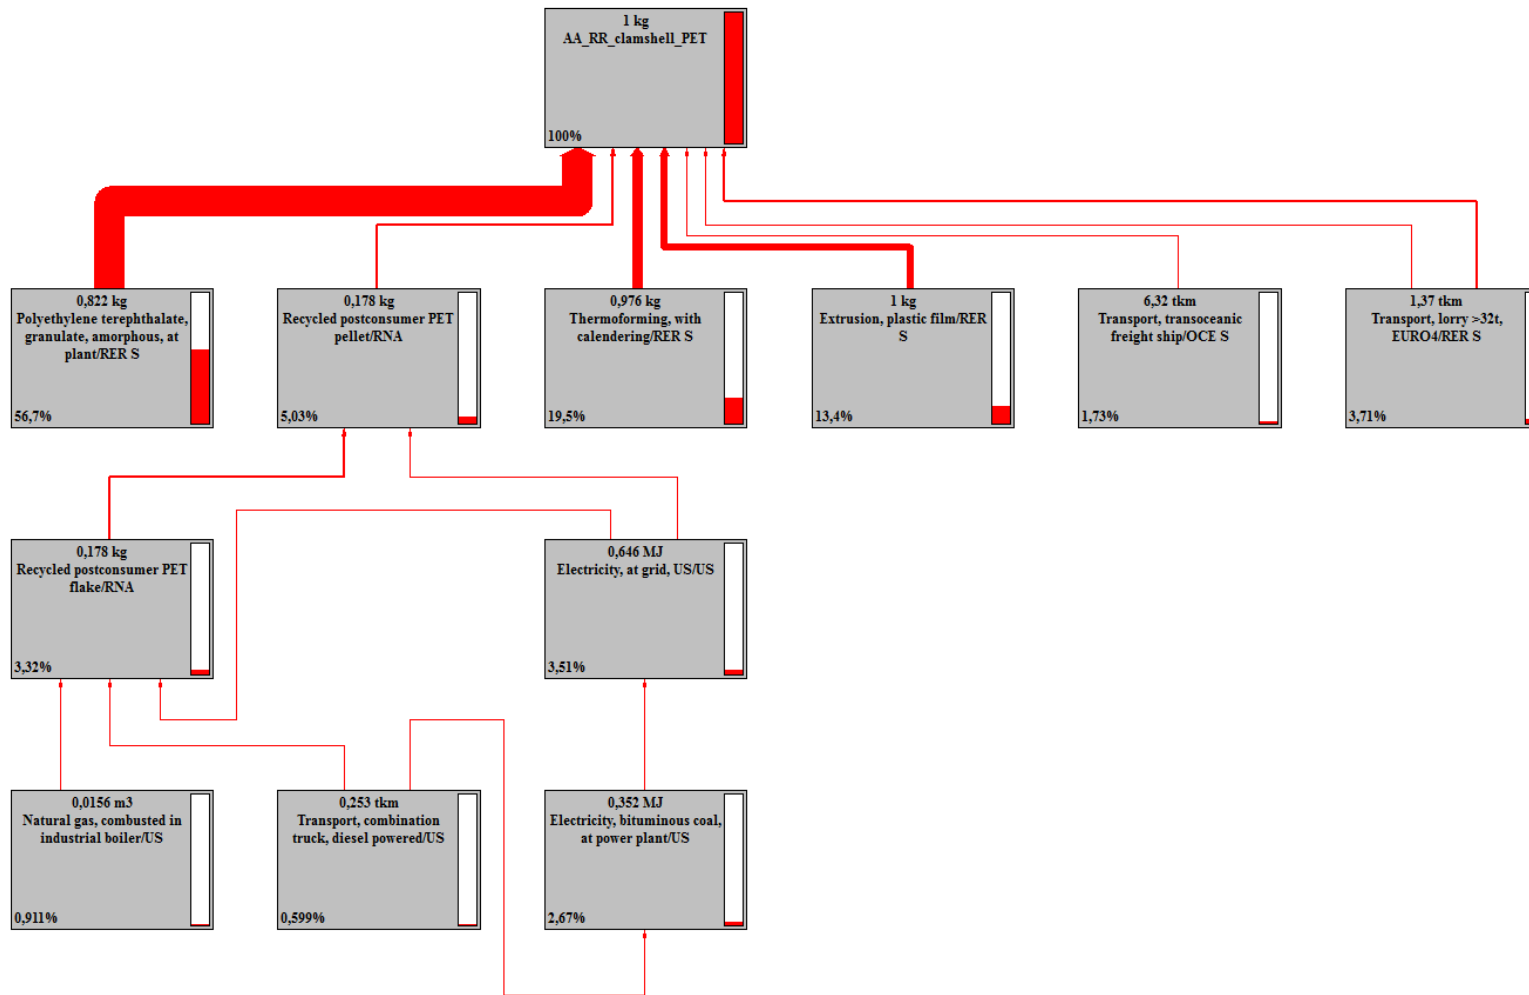 1 kg
AA_RR_clamshell_PET
100%
0,822 kg
Polyethylene terephthalate,
granulate, amorphous, at
plant/RER S
56,7%
0,178 kg
Recycled postconsumer PET
pellet/RNA
5,03%
0,976 kg
Thermoforming, with
calendering/RER S
19,5%
1 kg
Extrusion, plastic film/RER
S
13,4%
6,32 tkm
Transport, transoceanic
freight ship/OCE S
1,73%
1,37 tkm
Transport, lorry >32t,
EURO4/RER S
3,71%
0,178 kg
Recycled postconsumer PET
flake/RNA
3,32%
0,646 MJ
Electricity, at grid, US/US
3,51%
0,0156 m3
Natural gas, combusted in
industrial boiler/US
0,911%
0,253 tkm
Transport, combination
truck, diesel powered/US
0,599%
0,352 MJ
Electricity, bituminous coal,
at power plant/US
2,67%